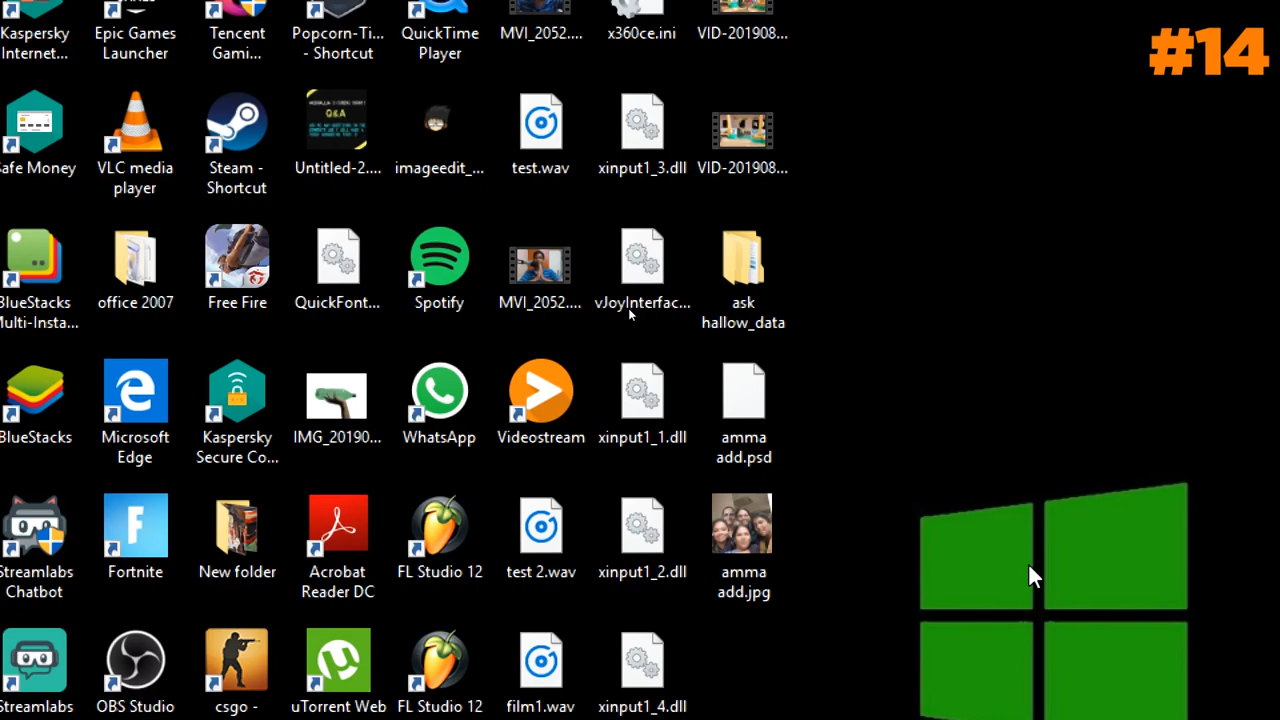 #14
Kaspersky
Internet...
Epic Games
Launcher
Tencent
Gami...
Popcorn-Ti...
- Shortcut
QuickTime
Player
MVI_2052....
x360ce.ini
VID-201908...
Safe Money
VLC media
player
Steam -
Shortcut
Untitled-2....
Q&A
imageedit_...
test.wav
xinput1_3.dll
VID-201908...
BlueStacks
Multi-Insta...
office 2007
Free Fire
QuickFont...
Spotify
MVI_2052....
vJoyInterfac...
ask
hallow_data
BlueStacks
Microsoft
Edge
Kaspersky
Secure Co...
IMG_20190...
WhatsApp
Videostream
xinput1_1.dll
amma
add.psd
Streamlabs
Chatbot
Fortnite
New folder
Acrobat
Reader DC
FL Studio 12
test 2.wav
xinput1_2.dll
amma
add.jpg
Streamlabs
OBS Studio
csgo -
uTorrent Web
FL Studio 12
film1.wav
xinput1_4.dll